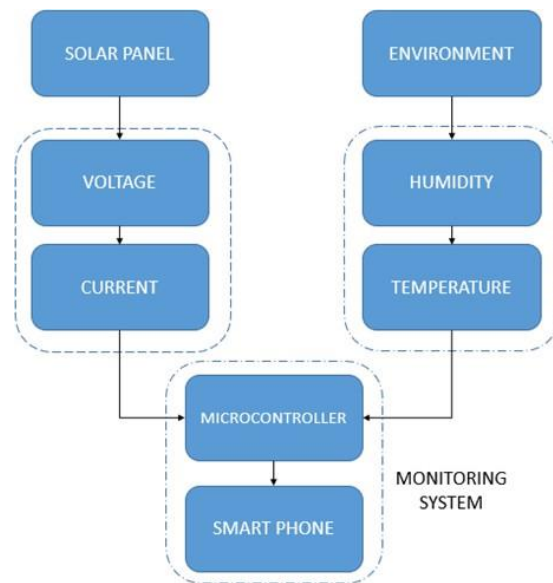 SOLAR PANEL
ENVIRONMENT
VOLTAGE
HUMIDITY
CURRENT
TEMPERATURE
MICROCONTROLLER
MONITORING
SYSTEM
SMART PHONE